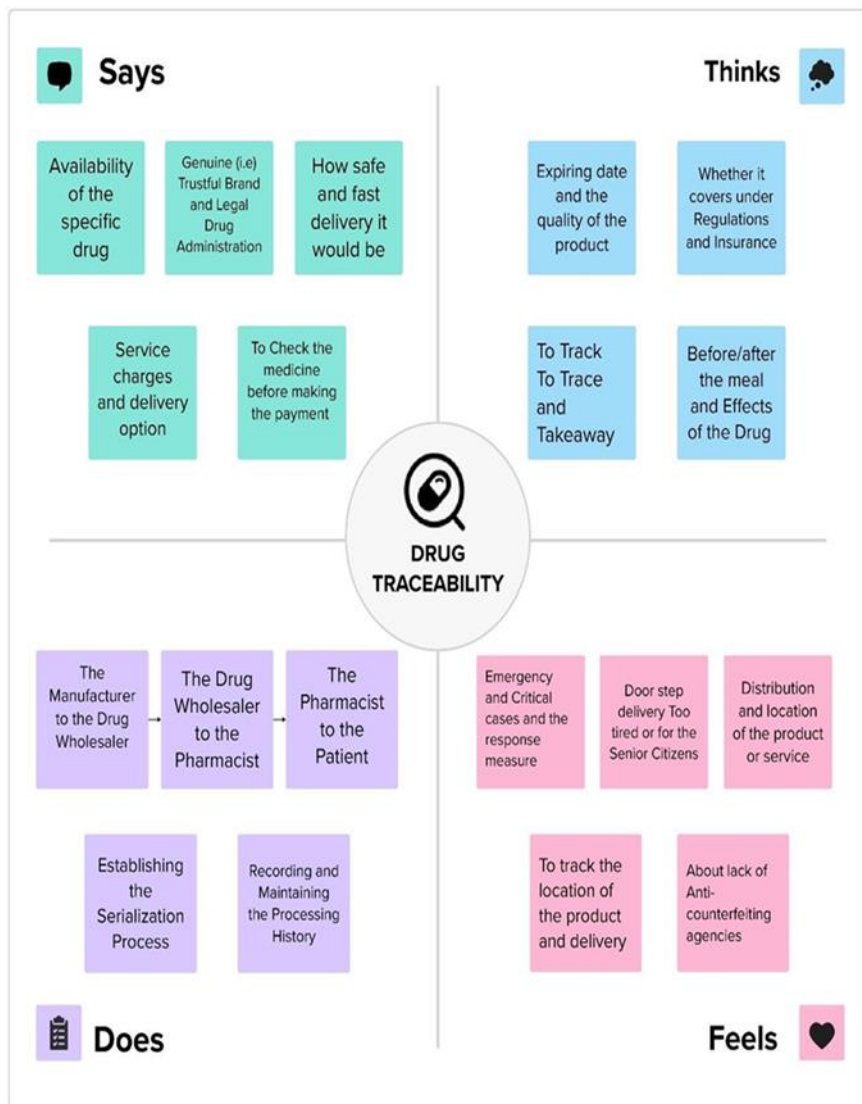 Says
Availability
of the
specific
drug
Genuine (i.e)
Trustful Brand
and Legal
Drug
Administration
How safe
and fast
delivery it
would be
Service
charges
and delivery
option
To Check the
medicine
before making
the payment
Thinks
Expiring date
and the
quality of the
product
Whether it
covers under
Regulations
and Insurance
To Track
To Trace
and
Takeaway
Before/after
the meal
and Effects
of the Drug
DRUG
TRACEABILITY
The
Manufacturer
to the Drug
Wholesaler
The Drug
Wholesaler
to the
Pharmacist
The
Pharmacist
to the
Patient
Establishing
the
Serialization
Process
Recording and
Maintaining
the Processing
History
Does
Emergency
and Critical
cases and the
response
measure
Door step
delivery Too
tired or for the
Senior Citizens
Distribution
and location
of the product
or service
To track the
location of
the product
and delivery
About lack of
Anti-
counterfeiting
agencies
Feels